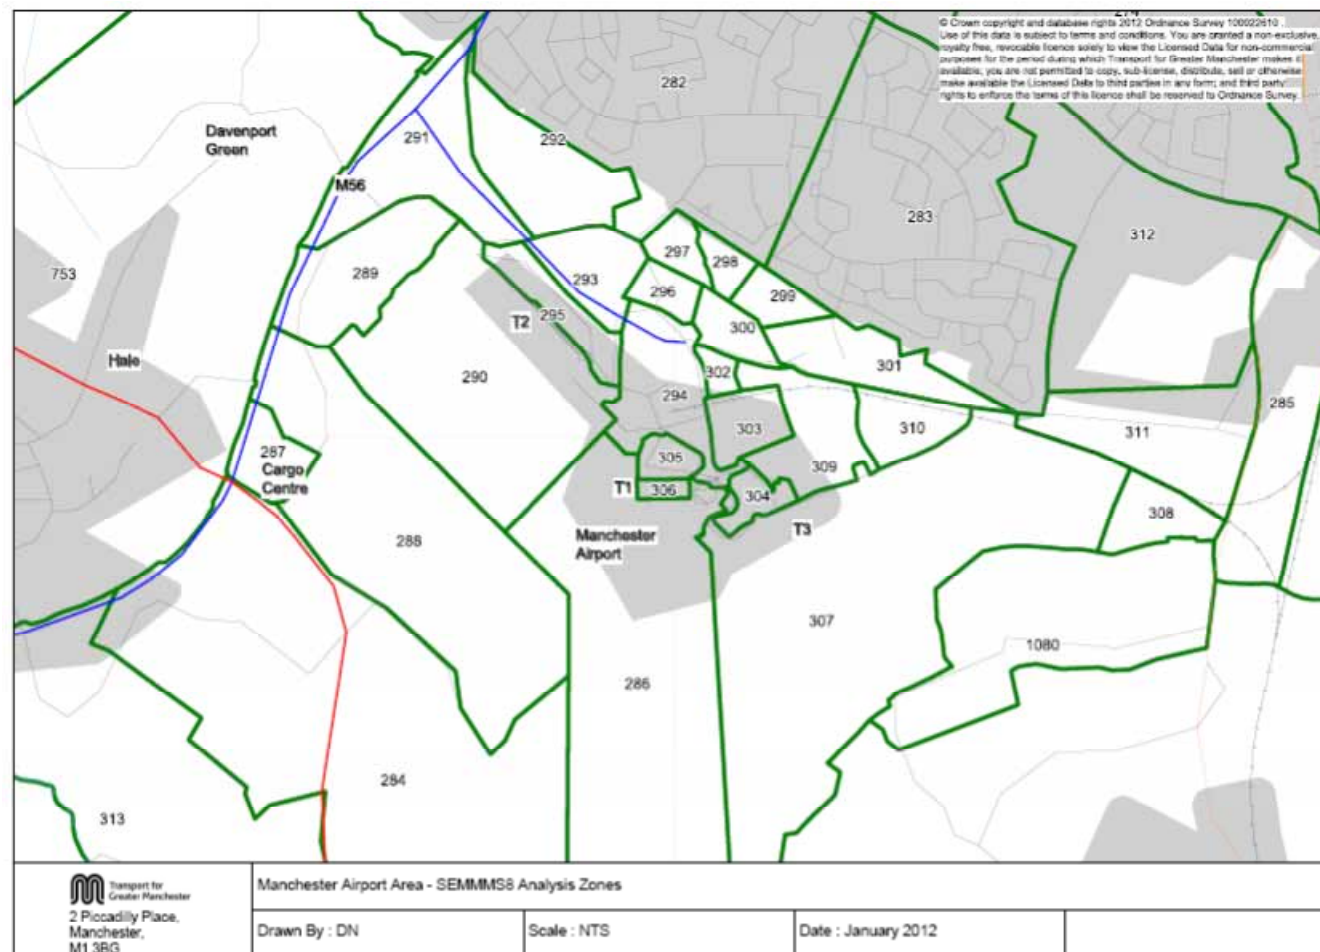 274
© Crown copyright and database rights 2012 Ordnance Survey 100022610 .
Use of this data is subject to terms and conditions. You are granted a non-exclusive,
royalty free, revocable licence solely to view the Licensed Data for non-commercial
purposes for the period during which Transport for Greater Manchester makes it
available; you are not permitted to copy, sub-license, distribute, sell or otherwise
make available the Licensed Data to third parties in any form; and third party
rights to enforce the terms of this licence shall be reserved to Ordnance Survey.
282
Davenport
Green
291
292
M56
283
312
753
289
297
298
293
296
299
T2
295
300
Hale
302
301
290
294
285
303
310
311
287
Cargo
Centre
305
309
T1
306
304
308
T3
288
Manchester
Airport
307
1080
286
284
313
Transport for
Greater Manchester
2 Piccadilly Place,
Manchester,
M1 3BG
Manchester Airport Area - SEMMMS8 Analysis Zones
Drawn By : DN
Scale : NTS
Date : January 2012